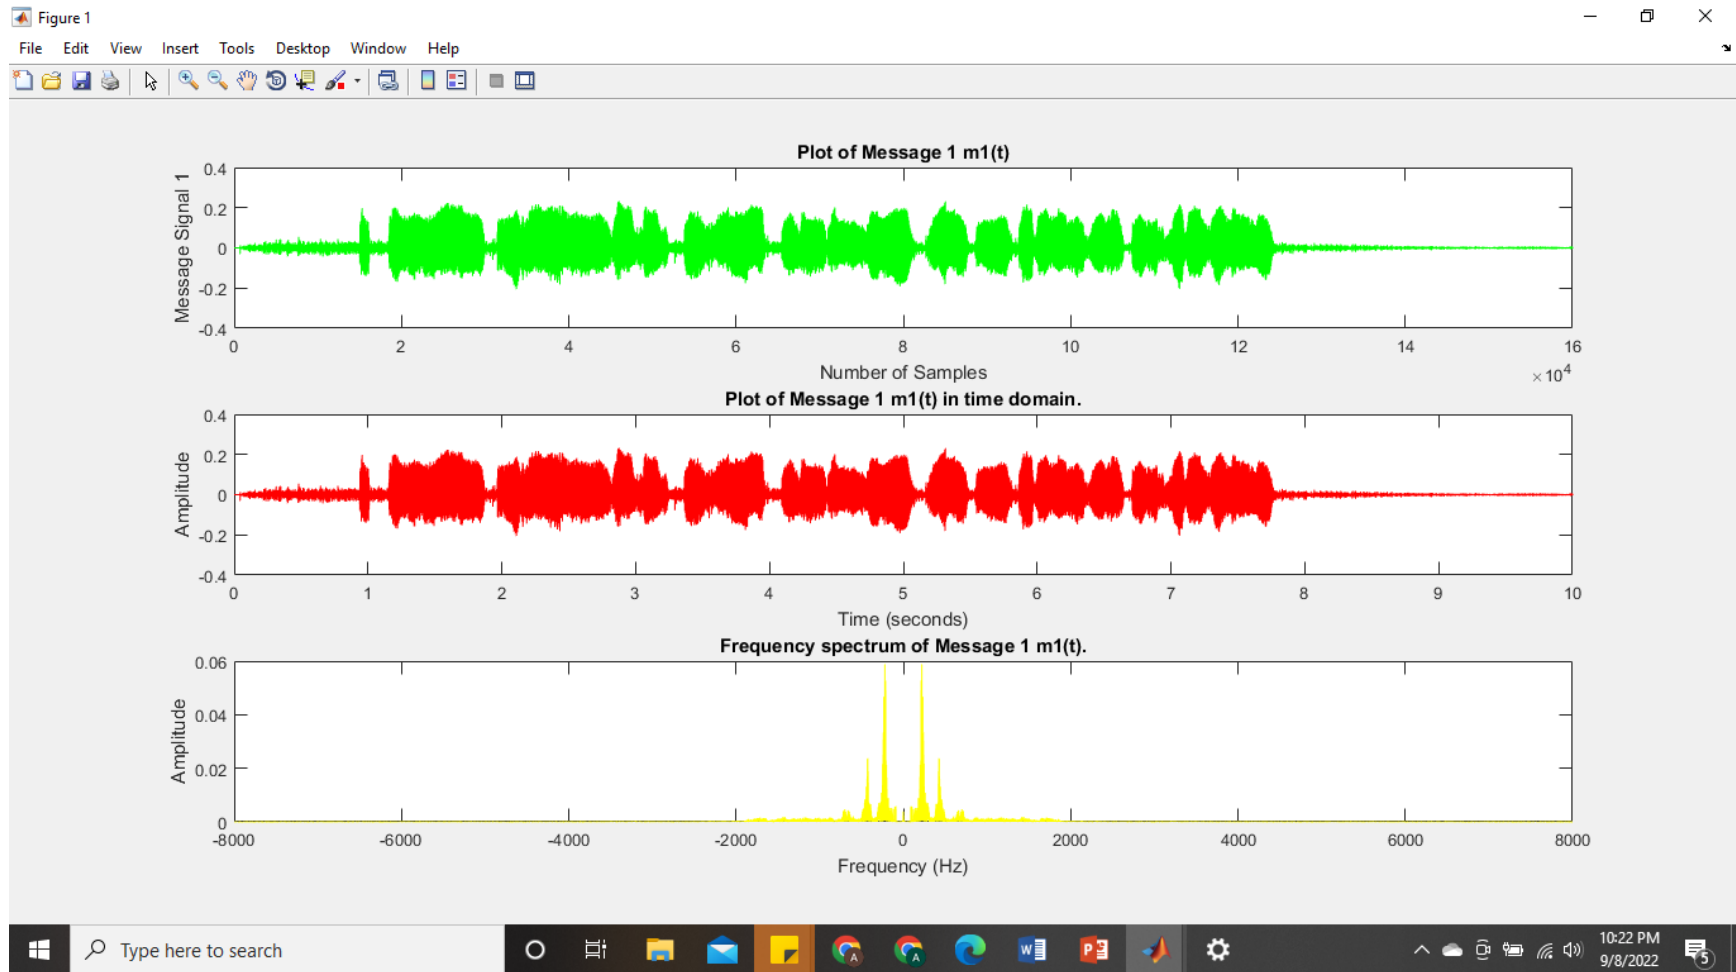 Figure 1
File Edit View Insert Tools Desktop Window Help
Plot of Message 1 m1(t)
Message Signal 1
0.4
0.2
0
-0.2
-0.4
0 2 4 6 8 10 12 14 16
Number of Samples
×10^4
Plot of Message 1 m1(t) in time domain.
Amplitude
0.4
0.2
0
-0.2
-0.4
0 1 2 3 4 5 6 7 8 9 10
Time (seconds)
Frequency spectrum of Message 1 m1(t).
Amplitude
0.06
0.04
0.02
0
-8000 -6000 -4000 -2000 0 2000 4000 6000 8000
Frequency (Hz)
Type here to search
A A
10:22 PM
9/8/2022
5